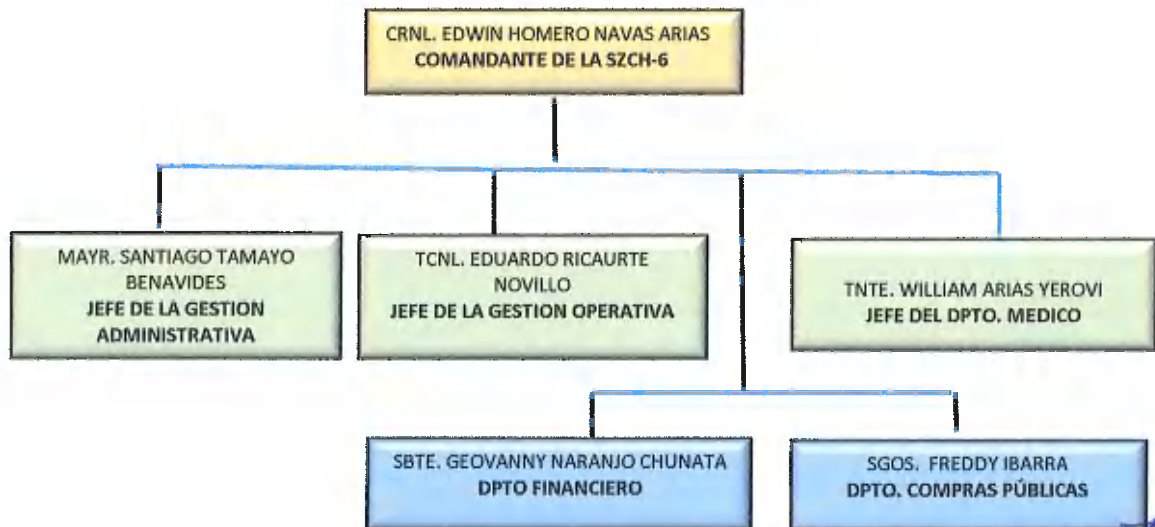 CRNL. EDWIN HOMERO NAVAS ARIAS
COMANDANTE DE LA SZCH-6
MAYR. SANTIAGO TAMAYO
BENAVIDES
JEFE DE LA GESTION
ADMINISTRATIVA
TCNL. EDUARDO RICAURTE
NOVILLO
JEFE DE LA GESTION OPERATIVA
TNTE. WILLIAM ARIAS YEROVI
JEFE DEL DPTO. MEDICO
SBTE. GEOVANNY NARANJO CHUNATA
DPTO FINANCIERO
SGOS. FREDDY IBARRA
DPTO. COMPRAS PÚBLICAS